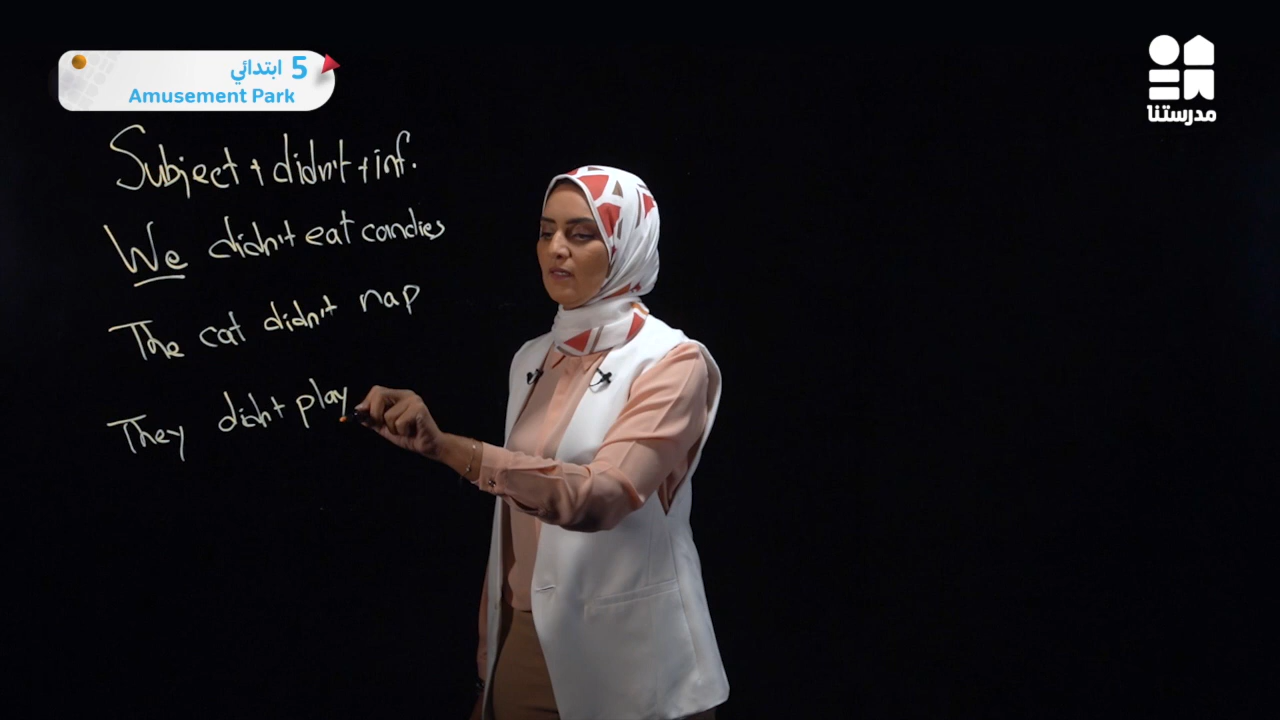 5 ابتدائي
Amusement Park
مدرستنا
Subject + didn't + inf.
We didn't eat candies
The cat didn't nap
They didn't play